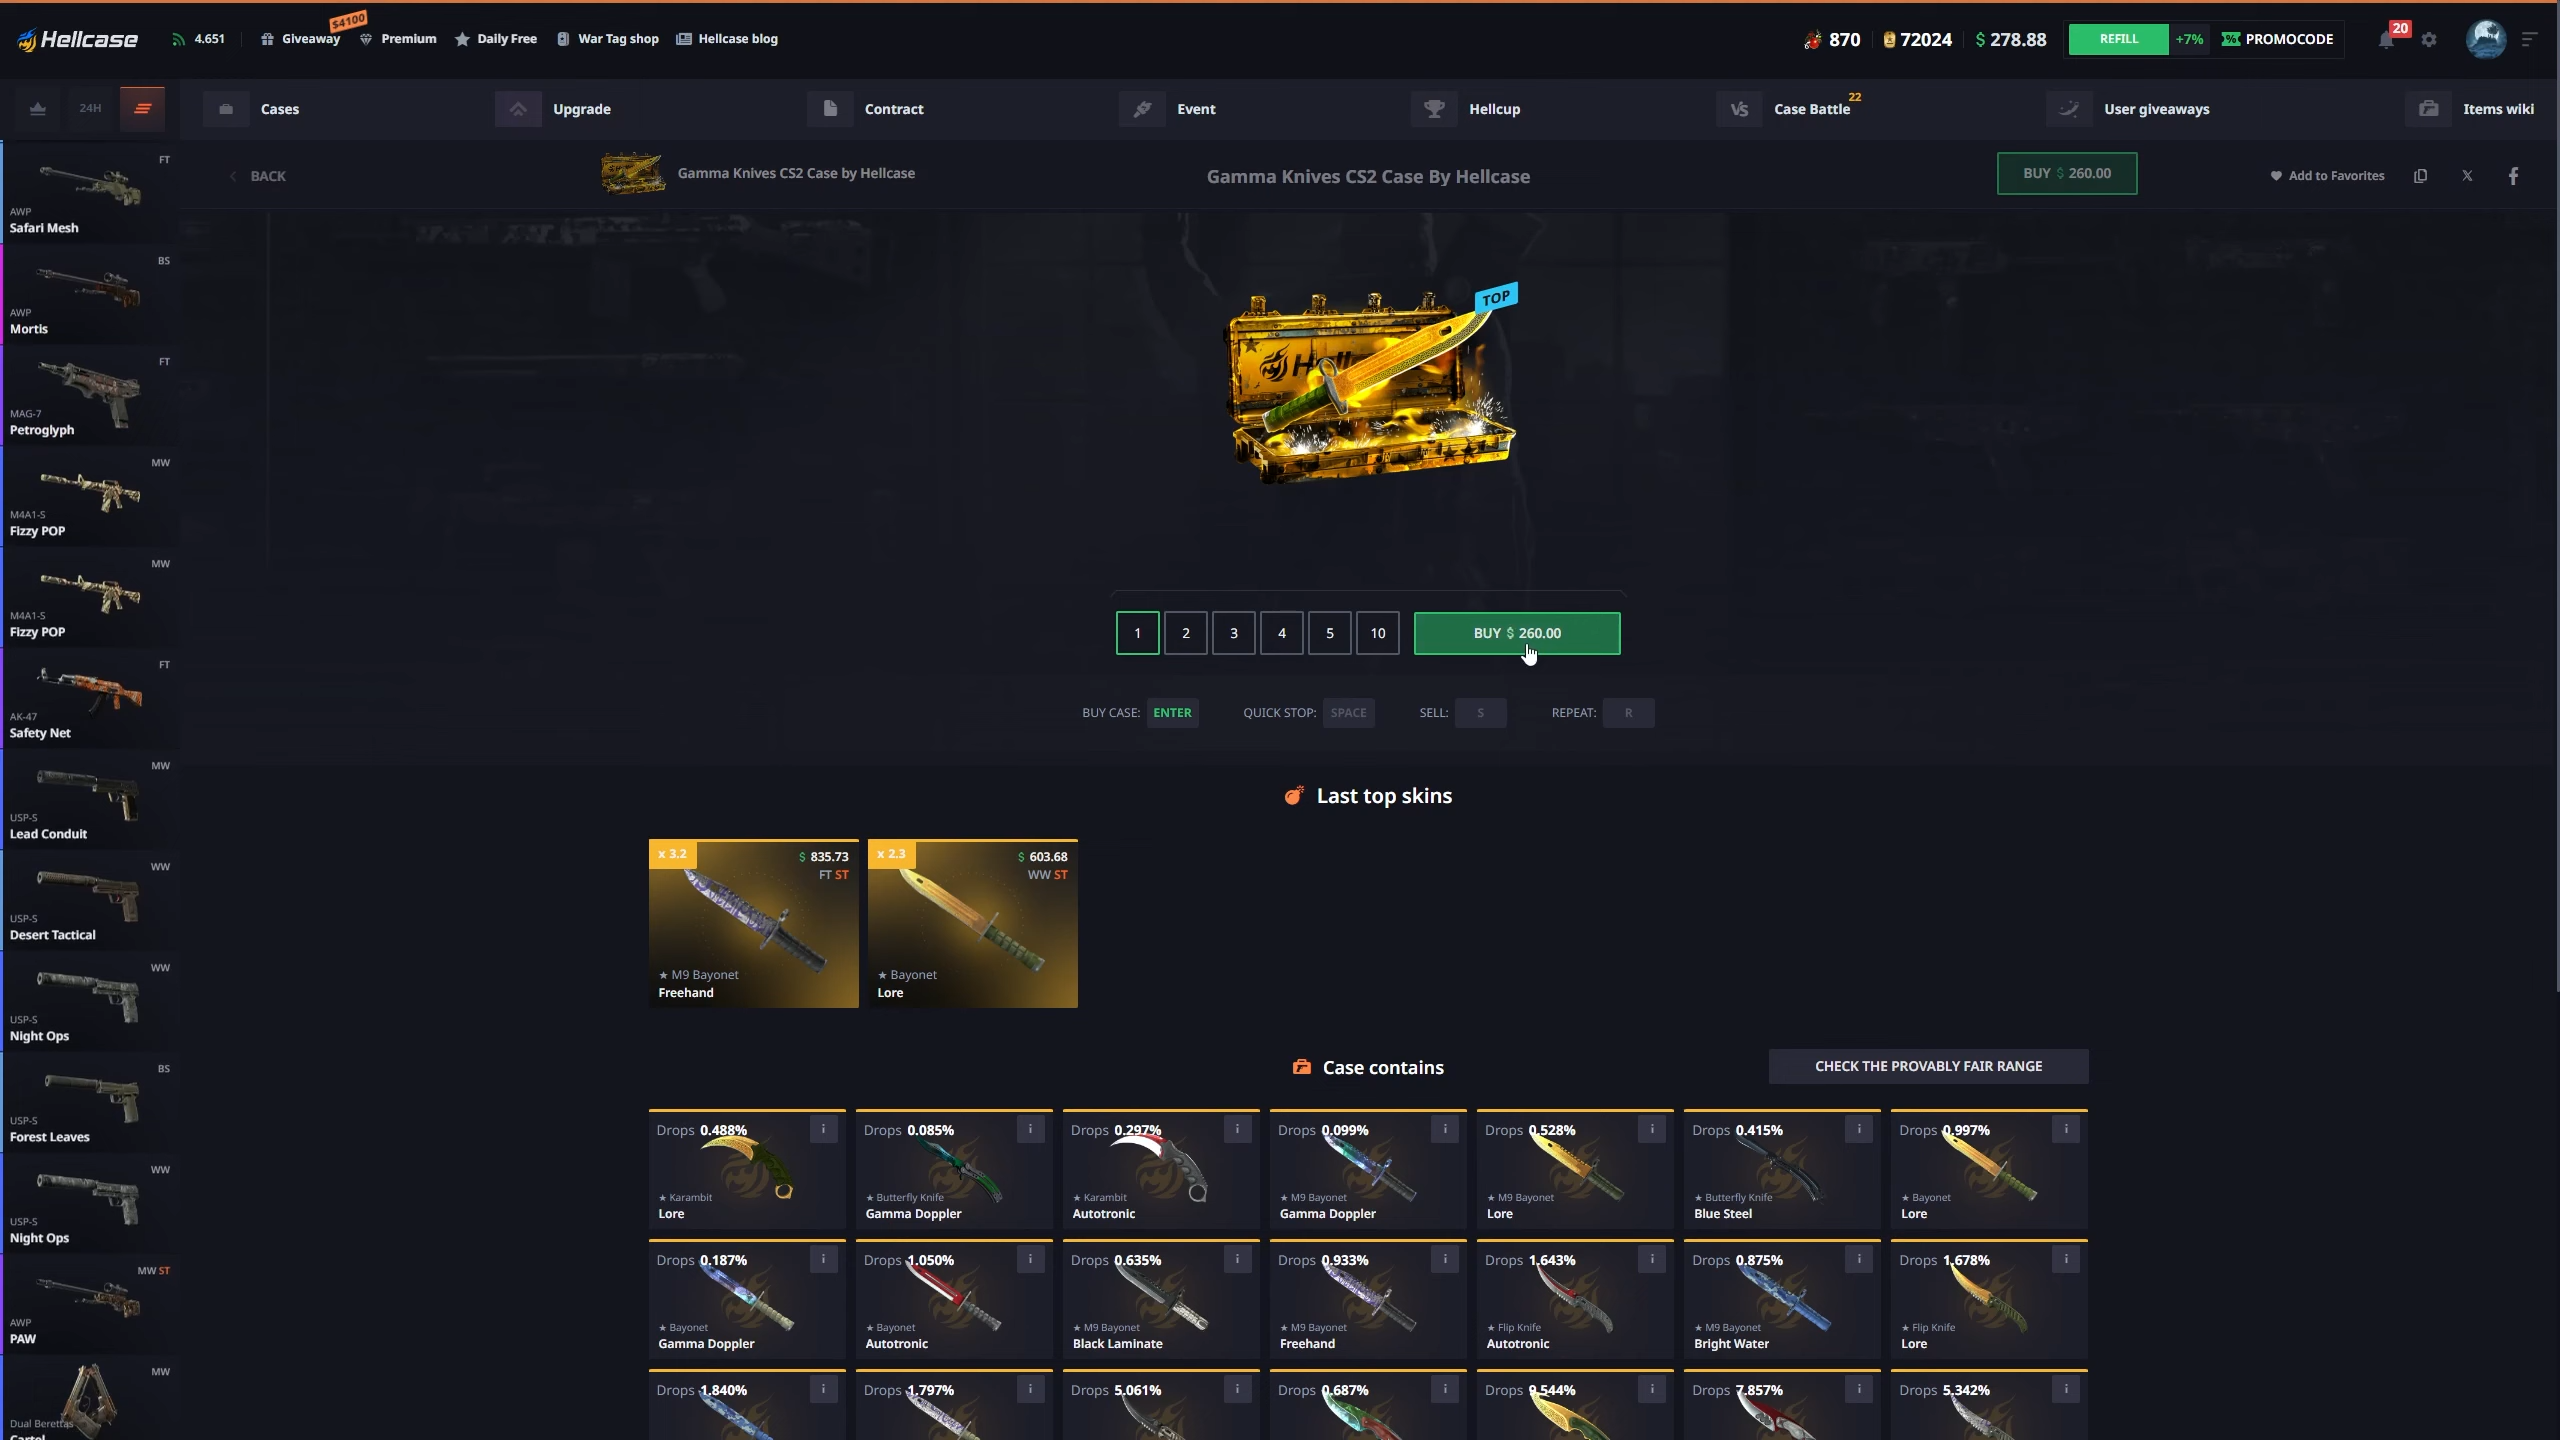 Hellcase
4.651
Giveaway
$4100
Premium
Daily Free
War Tag shop
Hellcase blog
870
72024
$ 278.88
REFILL
+7%
PROMOCODE
20
24H
Cases
Upgrade
Contract
Event
Hellcup
VS
Case Battle
22
User giveaways
Items wiki
BACK
Gamma Knives CS2 Case by Hellcase
Gamma Knives CS2 Case By Hellcase
BUY $ 260.00
Add to Favorites
FT
AWP
Safari Mesh
BS
AWP
Mortis
FT
MAG-7
Petroglyph
MW
M4A1-S
Fizzy POP
MW
M4A1-S
Fizzy POP
FT
AK-47
Safety Net
MW
USP-S
Lead Conduit
WW
USP-S
Desert Tactical
WW
USP-S
Night Ops
BS
USP-S
Forest Leaves
WW
USP-S
Night Ops
MW ST
AWP
PAW
MW
Dual Berettas
Cartel
TOP
1
2
3
4
5
10
BUY $ 260.00
BUY CASE: ENTER
QUICK STOP: SPACE
SELL: S
REPEAT: R
Last top skins
x 3.2
$ 835.73
FT ST
★ M9 Bayonet
Freehand
x 2.3
$ 603.68
WW ST
★ Bayonet
Lore
Case contains
CHECK THE PROVABLY FAIR RANGE
Drops 0.488%
★ Karambit
Lore
Drops 0.085%
★ Butterfly Knife
Gamma Doppler
Drops 0.297%
★ Karambit
Autotronic
Drops 0.099%
★ M9 Bayonet
Gamma Doppler
Drops 0.528%
★ M9 Bayonet
Lore
Drops 0.415%
★ Butterfly Knife
Blue Steel
Drops 0.997%
★ Bayonet
Lore
Drops 0.187%
★ Bayonet
Gamma Doppler
Drops 1.050%
★ Bayonet
Autotronic
Drops 0.635%
★ M9 Bayonet
Black Laminate
Drops 0.933%
★ M9 Bayonet
Freehand
Drops 1.643%
★ Flip Knife
Autotronic
Drops 0.875%
★ M9 Bayonet
Bright Water
Drops 1.678%
★ Flip Knife
Lore
Drops 1.840%
Drops 1.797%
Drops 5.061%
Drops 0.687%
Drops 9.544%
Drops 7.857%
Drops 5.342%